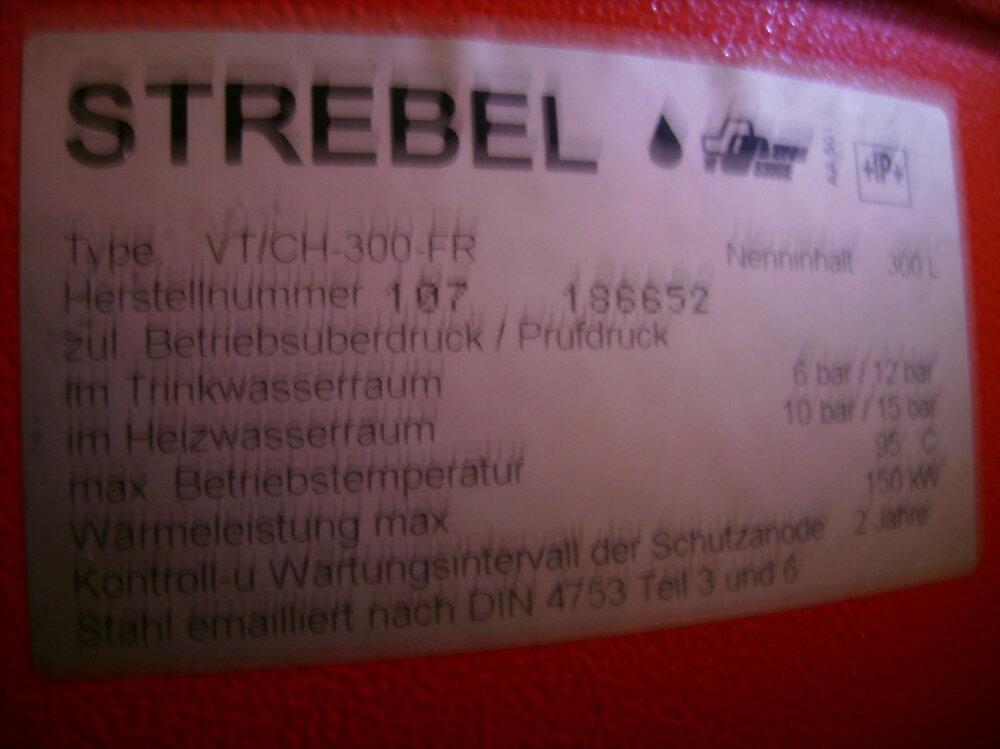 STREBEL
Type. VT/CH-300-FR Nenninhalt 300 L
Herstellnummer 107 186652
zul. Betriebsüberdruck / Prüfdruck
im Trinkwasserraum 6 bar / 12 bar
im Heizwasserraum 10 bar / 15 bar
max. Betriebstemperatur 95 °C
Wärmeleistung max 150 kW
Kontroll-u Wartungsintervall der Schutzanode 2 Jahre
Stahl emailliert nach DIN 4753 Teil 3 und 6
+IP+